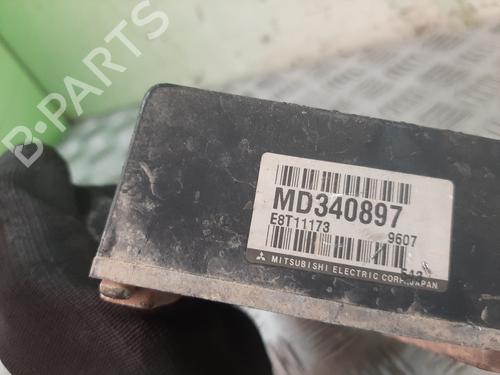 B-PARTS
MD340897
E8T11173 9607
MITSUBISHI ELECTRIC CORP.JAPAN